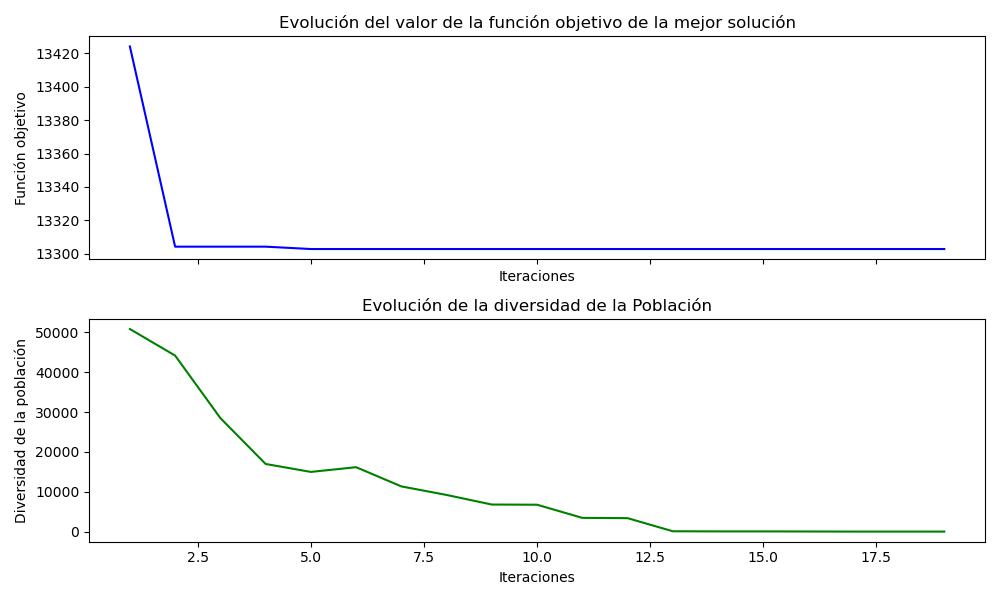 Evolución del valor de la función objetivo de la mejor solución
Función objetivo
13420
13400
13380
13360
13340
13320
13300
Iteraciones
Evolución de la diversidad de la Población
Diversidad de la población
50000
40000
30000
20000
10000
0
2.5 5.0 7.5 10.0 12.5 15.0 17.5
Iteraciones